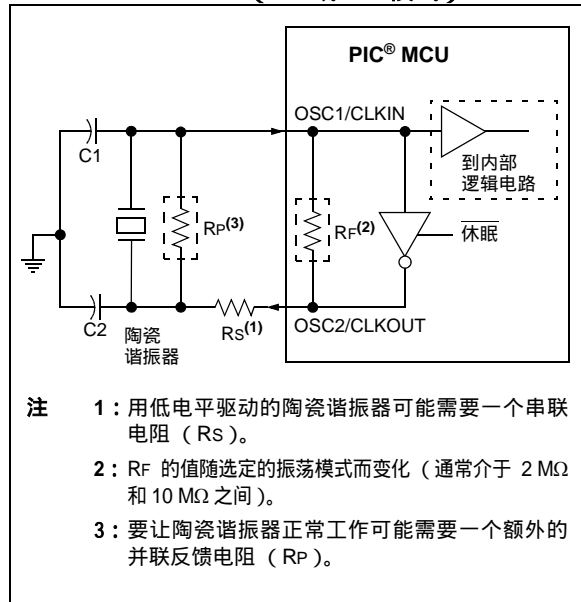 PIC® MCU
OSC1/CLKIN
C1
到内部
逻辑电路
RP(3)
RF(2)
休眠
C2
陶瓷
谐振器
RS(1)
OSC2/CLKOUT
注 1：用低电平驱动的陶瓷谐振器可能需要一个串联
电阻 （RS）。
2：RF 的值随选定的振荡模式而变化 （通常介于 2 MΩ
和 10 MΩ 之间）。
3：要让陶瓷谐振器正常工作可能需要一个额外的
并联反馈电阻 （RP）。